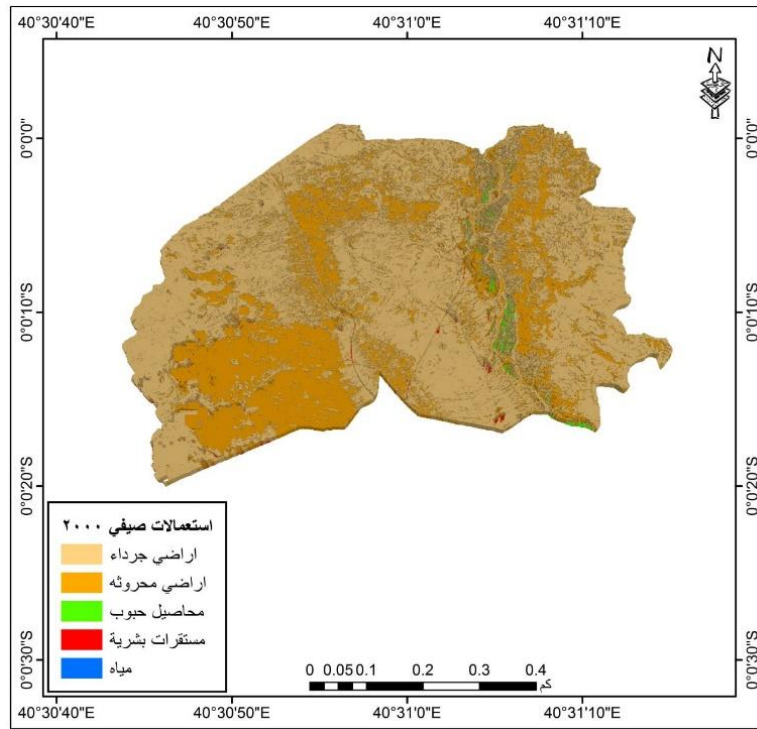 40°30'40"E 40°30'50"E 40°31'0"E 40°31'10"E
N
0°0'0" 0°0'0"
0°0'10"S 0°0'10"S
0°0'20"S 0°0'20"S
0°0'30"S 0°0'30"S
استعمالات صيفي ٢٠٠٠
اراضي جرداء
اراضي محروثه
محاصيل حبوب
مستقرات بشرية
مياه
0 0.05 0.1 0.2 0.3 0.4
كم
40°30'40"E 40°30'50"E 40°31'0"E 40°31'10"E